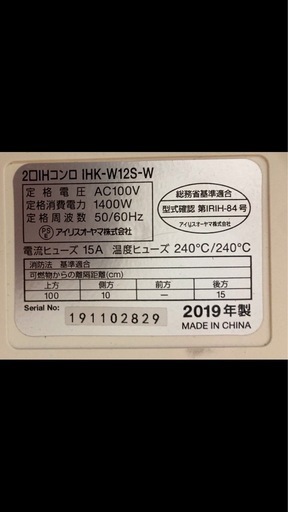 2口IHコンロ IHK-W12S-W
定格電圧 AC100V
定格消費電力 1400W
定格周波数 50/60Hz
PSE アイリスオーヤマ株式会社
総務省基準適合
型式確認 第IRIH-84号
アイリスオーヤマ株式会社
電流ヒューズ 15A 温度ヒューズ 240℃/240℃
消防法 基準適合
可燃物からの離隔距離(cm)
上方 側方 前方 後方
100 10 — 15
Serial No: 191102829
2019年製
MADE IN CHINA